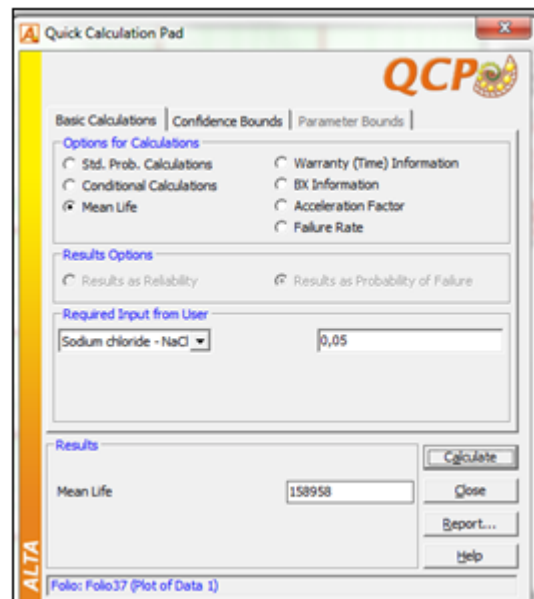 Quick Calculation Pad
QCP
Basic Calculations Confidence Bounds Parameter Bounds
Options for Calculations
Std. Prob. Calculations Warranty (Time) Information
Conditional Calculations BX Information
Mean Life Acceleration Factor
Failure Rate
Results Options
Results as Reliability Results as Probability of Failure
Required Input from User
Sodium chloride - NaCl 0,05
Results
Calculate
Mean Life 158958 Close
Report...
Help
ALTA
Folio: Folio37 (Plot of Data 1)